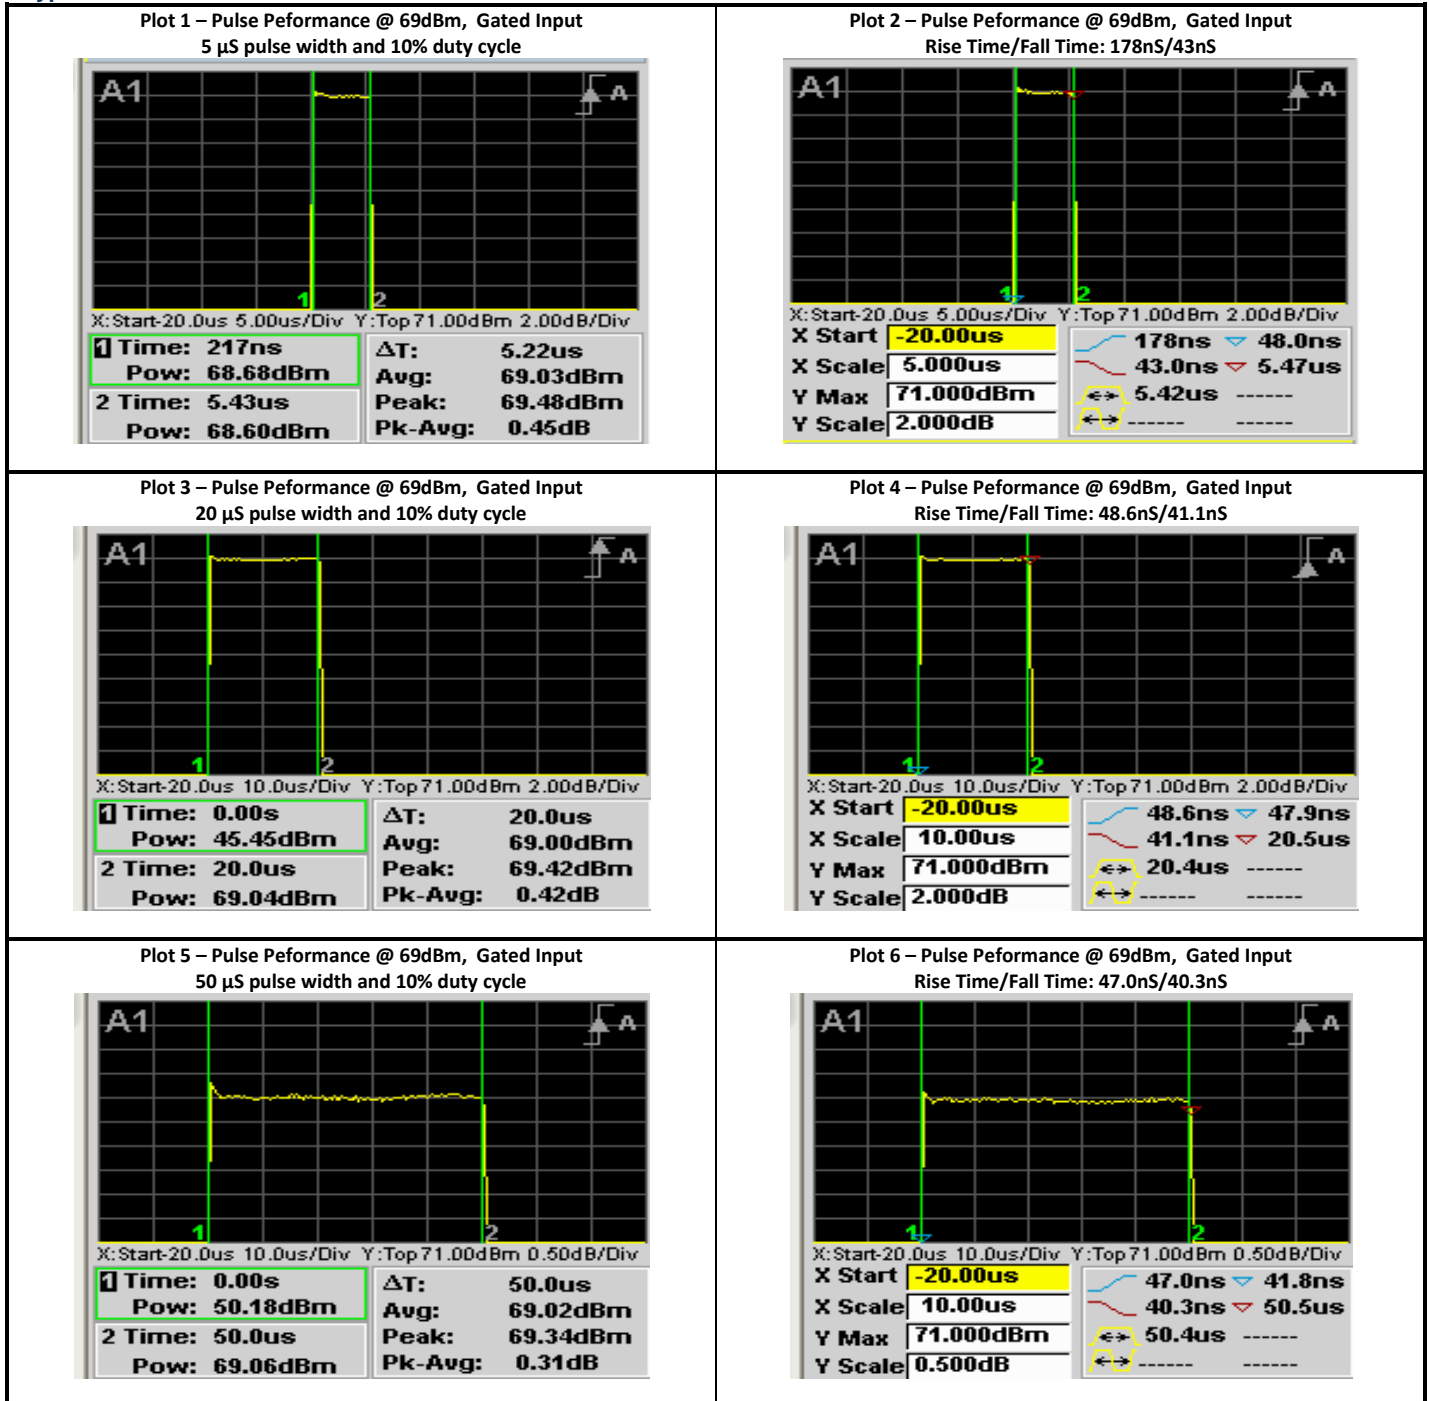 Plot 1 – Pulse Peformance @ 69dBm, Gated Input
5 µS pulse width and 10% duty cycle
A1
A
1
2
X:Start-20.0us 5.00us/Div Y:Top71.00dBm 2.00dB/Div
1 Time: 217ns
Pow: 68.68dBm
2 Time: 5.43us
Pow: 68.60dBm
ΔT: 5.22us
Avg: 69.03dBm
Peak: 69.48dBm
Pk-Avg: 0.45dB
Plot 2 – Pulse Peformance @ 69dBm, Gated Input
Rise Time/Fall Time: 178nS/43nS
A1
A
1
2
X:Start-20.0us 5.00us/Div Y:Top71.00dBm 2.00dB/Div
X Start -20.00us
X Scale 5.000us
Y Max 71.000dBm
Y Scale 2.000dB
178ns 48.0ns
43.0ns 5.47us
5.42us ------
------ ------
Plot 3 – Pulse Peformance @ 69dBm, Gated Input
20 µS pulse width and 10% duty cycle
A1
A
1
2
X:Start-20.0us 10.0us/Div Y:Top71.00dBm 2.00dB/Div
1 Time: 0.00s
Pow: 45.45dBm
2 Time: 20.0us
Pow: 69.04dBm
ΔT: 20.0us
Avg: 69.00dBm
Peak: 69.42dBm
Pk-Avg: 0.42dB
Plot 4 – Pulse Peformance @ 69dBm, Gated Input
Rise Time/Fall Time: 48.6nS/41.1nS
A1
A
1
2
X:Start-20.0us 10.0us/Div Y:Top71.00dBm 2.00dB/Div
X Start -20.00us
X Scale 10.00us
Y Max 71.000dBm
Y Scale 2.000dB
48.6ns 47.9ns
41.1ns 20.5us
20.4us ------
------ ------
Plot 5 – Pulse Peformance @ 69dBm, Gated Input
50 µS pulse width and 10% duty cycle
A1
A
1
2
X:Start-20.0us 10.0us/Div Y:Top71.00dBm 0.50dB/Div
1 Time: 0.00s
Pow: 50.18dBm
2 Time: 50.0us
Pow: 69.06dBm
ΔT: 50.0us
Avg: 69.02dBm
Peak: 69.34dBm
Pk-Avg: 0.31dB
Plot 6 – Pulse Peformance @ 69dBm, Gated Input
Rise Time/Fall Time: 47.0nS/40.3nS
A1
A
1
2
X:Start-20.0us 10.0us/Div Y:Top71.00dBm 0.50dB/Div
X Start -20.00us
X Scale 10.00us
Y Max 71.000dBm
Y Scale 0.500dB
47.0ns 41.8ns
40.3ns 50.5us
50.4us ------
------ ------